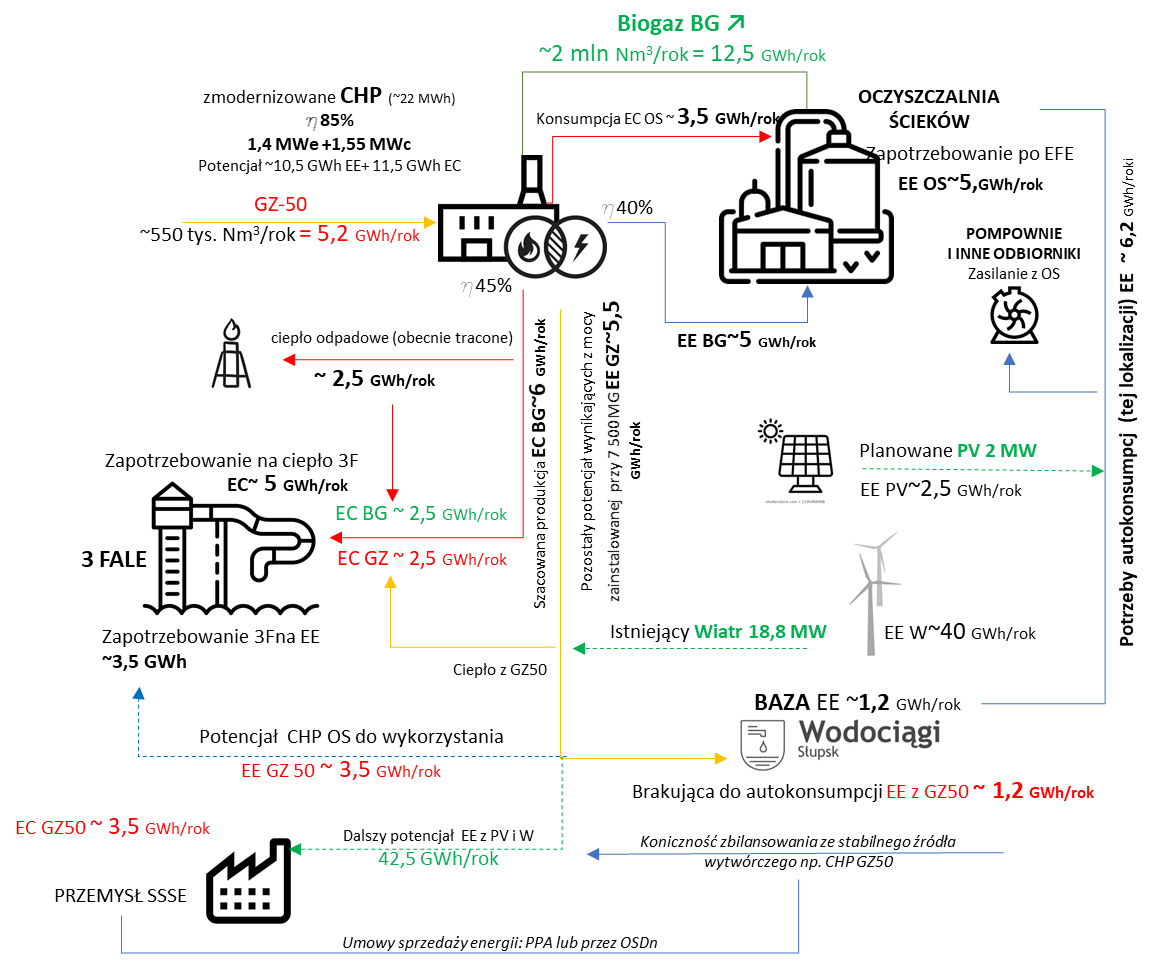 Biogaz BG ↗
~2 mln Nm³/rok = 12,5 GWh/rok
zmodernizowane CHP (~22 MWh)
η 85%
1,4 MWe +1,55 MWc
Potencjał ~10,5 GWh EE+ 11,5 GWh EC
Konsumpcja EC OS ~ 3,5 GWh/rok
OCZYSZCZALNIA
ŚCIEKÓW
Zapotrzebowanie po EFE
EE OS~5,GWh/rok
GZ-50
~550 tys. Nm³/rok = 5,2 GWh/rok
η 40%
η 45%
POMPOWNIE
I INNE ODBIORNIKI
Zasilanie z OS
EE BG~5 GWh/rok
ciepło odpadowe (obecnie tracone)
~ 2,5 GWh/rok
Szacowana produkcja EC BG~6 GWh/rok
Pozostały potencjał wynikających z mocy
zainstalowanej przy 7 500MG EE GZ~5,5
GWh/rok
Potrzeby autokonsumpcj (tej lokalizacji) EE ~ 6,2 GWh/roki
Zapotrzebowanie na ciepło 3F
EC~ 5 GWh/rok
EC BG ~ 2,5 GWh/rok
EC GZ ~ 2,5 GWh/rok
3 FALE
Zapotrzebowanie 3Fna EE
~3,5 GWh
Ciepło z GZ50
Planowane PV 2 MW
EE PV~2,5 GWh/rok
Istniejący Wiatr 18,8 MW
EE W~40 GWh/rok
BAZA EE ~1,2 GWh/rok
Wodociągi
Słupsk
Potencjał CHP OS do wykorzystania
EE GZ 50 ~ 3,5 GWh/rok
Brakująca do autokonsumpcji EE z GZ50 ~ 1,2 GWh/rok
EC GZ50 ~ 3,5 GWh/rok
Dalszy potencjał EE z PV i W
42,5 GWh/rok
Koniczność zbilansowania ze stabilnego źródła
wytwórczego np. CHP GZ50
PRZEMYSŁ SSSE
Umowy sprzedaży energii: PPA lub przez OSDn